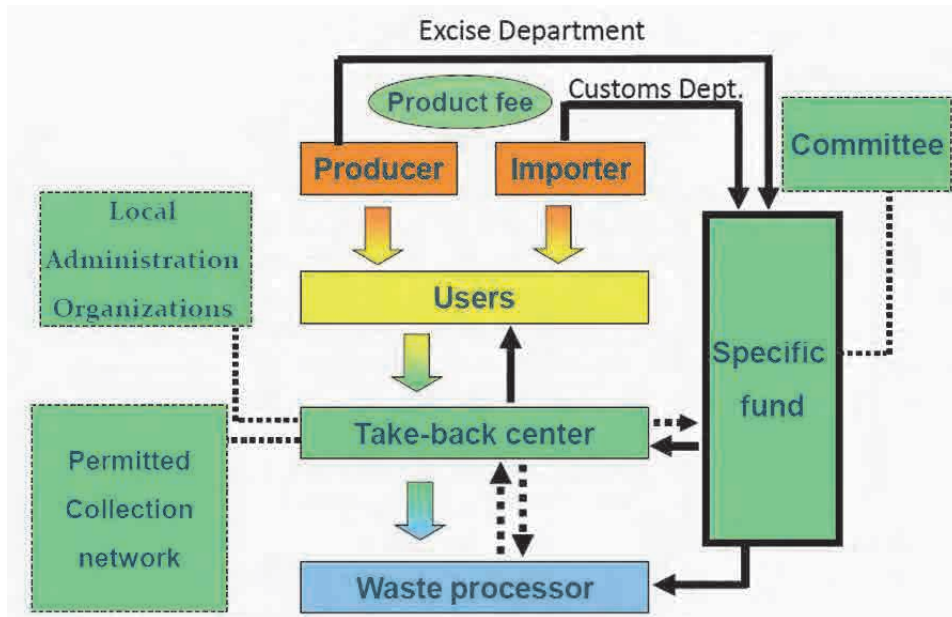 Excise Department
Product fee
Customs Dept.
Producer
Importer
Committee
Local
Administration
Organizations
Users
Specific
fund
Take-back center
Permitted
Collection
network
Waste processor